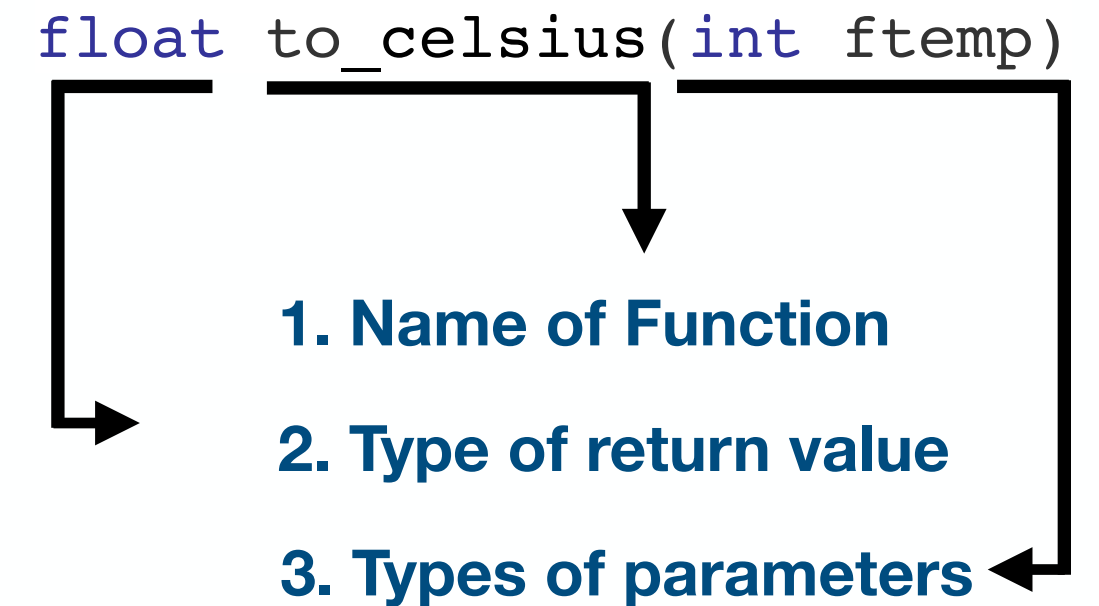 float to_celsius(int ftemp)
1. Name of Function
2. Type of return value
3. Types of parameters